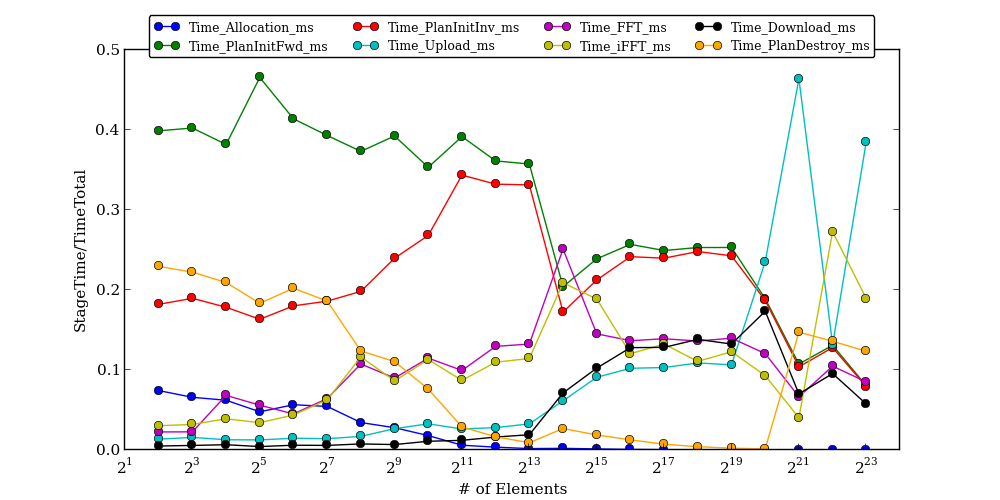 Time_Allocation_ms Time_PlanInitInv_ms Time_FFT_ms Time_Download_ms
Time_PlanInitFwd_ms Time_Upload_ms Time_iFFT_ms Time_PlanDestroy_ms
0.5
0.4
0.3
0.2
0.1
0.0
StageTime/TimeTotal
2^1 2^3 2^5 2^7 2^9 2^11 2^13 2^15 2^17 2^19 2^21 2^23
# of Elements